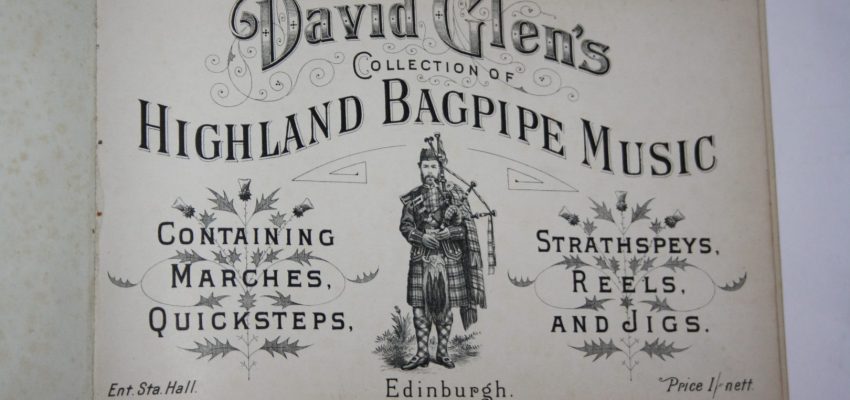 David Glen's
COLLECTION OF
HIGHLAND BAGPIPE MUSIC
CONTAINING
MARCHES,
QUICKSTEPS,
STRATHSPEYS,
REELS,
AND JIGS.
Ent. Sta. Hall.
Edinburgh.
Price 1/- nett.